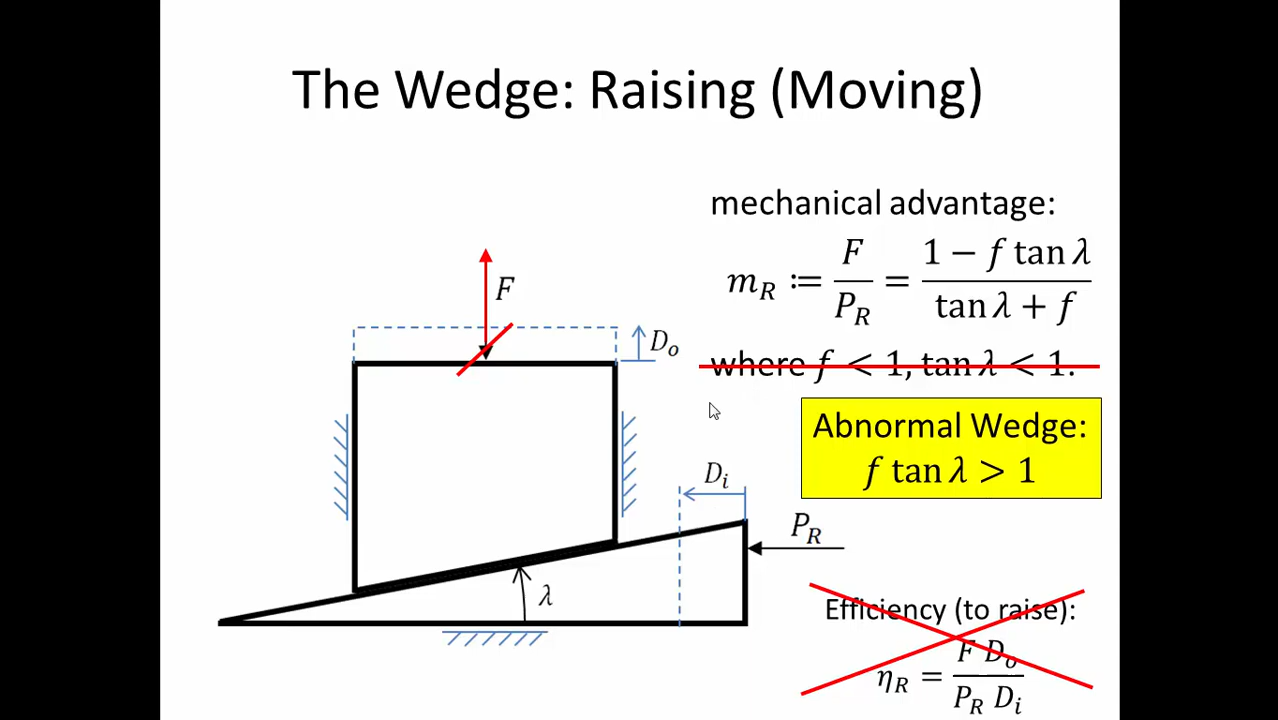 The Wedge: Raising (Moving)
mechanical advantage:
m_R ≔ F / P_R = (1 − f tan λ) / (tan λ + f)
where f < 1, tan λ < 1.
Abnormal Wedge:
f tan λ > 1
F
D_o
D_i
P_R
λ
Efficiency (to raise):
η_R = (F D_o) / (P_R D_i)